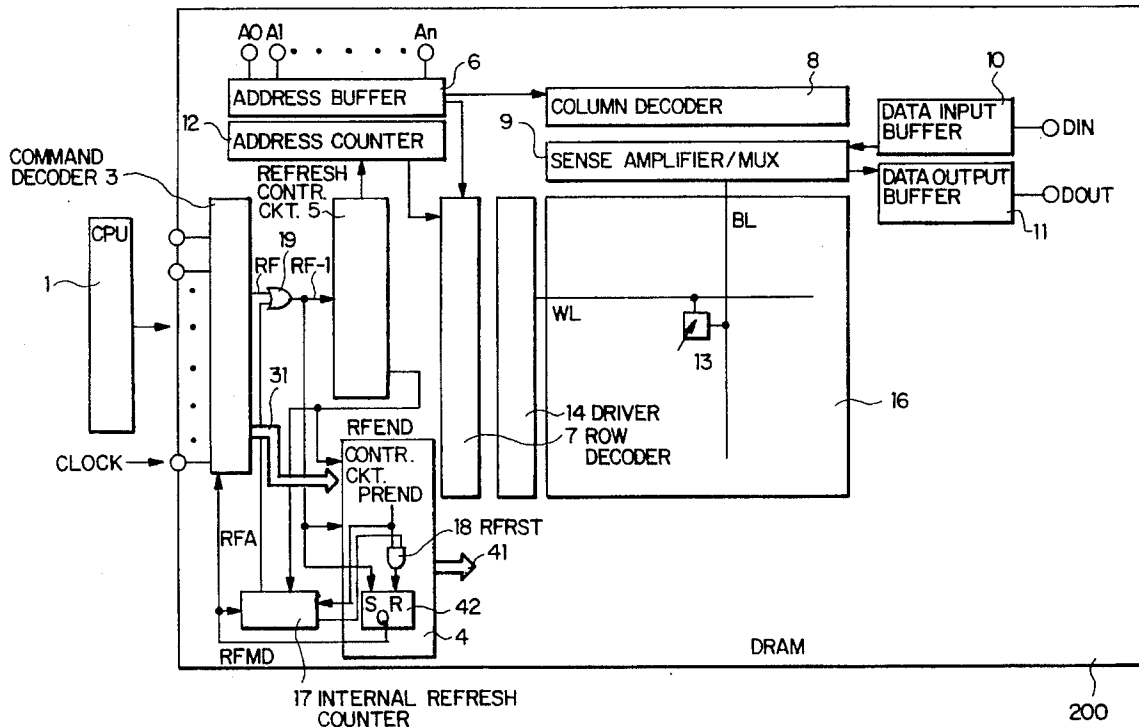 A0 A1 An
6
ADDRESS BUFFER
12
ADDRESS COUNTER
8
COLUMN DECODER
9
SENSE AMPLIFIER/MUX
10
DATA INPUT
BUFFER
DIN
DATA OUTPUT
BUFFER
DOUT
11
COMMAND
DECODER 3
REFRESH
CONTR.
CKT. 5
CPU
1
19
RF
RF-1
BL
WL
13
16
31
14 DRIVER
7 ROW
DECODER
RFEND
CONTR.
CKT.
PREND
CLOCK
18 RFRST
41
RFA
S R
Q
42
4
RFMD
17 INTERNAL REFRESH
COUNTER
DRAM
200